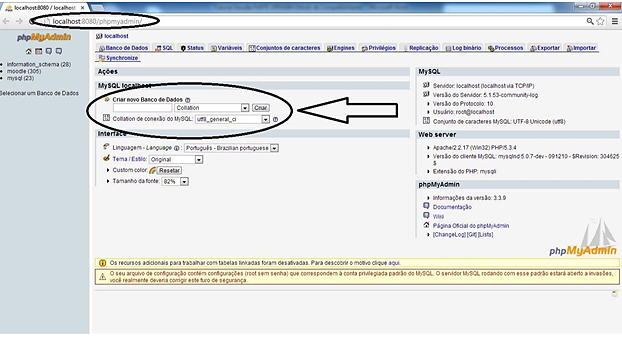 localhost:8080 / localhost
localhost:8080/phpmyadmin/
phpMyAdmin
information_schema (28)
moodle (305)
mysql (23)
Selecionar um Banco de Dados
localhost
Banco de Dados SQL Status Variáveis Conjuntos de caracteres Engines Privilégios Replicação Log binário Processos Exportar Importar
Synchronize
Ações
MySQL localhost
Criar novo Banco de Dados
Collation Criar
Collation de conexão do MySQL: utf8_general_ci
Interface
Linguagem - Language : Português - Brazilian portuguese
Tema / Estilo: Original
Custom color: Resetar
Tamanho da fonte: 82%
MySQL
Servidor: localhost (localhost via TCP/IP)
Versão do Servidor: 5.1.53-community-log
Versão do Protocolo: 10
Usuário: root@localhost
Conjunto de caracteres MySQL: UTF-8 Unicode (utf8)
Web server
Apache/2.2.17 (Win32) PHP/5.3.4
Versão do cliente MySQL: mysqlnd 5.0.7-dev - 091210 - $Revision: 304625 $
Extensão do PHP: mysqli
phpMyAdmin
Informações da versão: 3.3.9
Documentação
Wiki
Página Oficial do phpMyAdmin
[ChangeLog] [Git] [Lists]
phpMyAdmin
Os recursos adicionais para trabalhar com tabelas linkadas foram desativadas. Para descobrir o motivo clique aqui.
O seu arquivo de configuração contém configurações (root sem senha) que correspondem à conta privilegiada padrão do MySQL. O servidor MySQL rodando com esse padrão estará aberto a invasões,
você realmente deveria corrigir este furo de segurança.